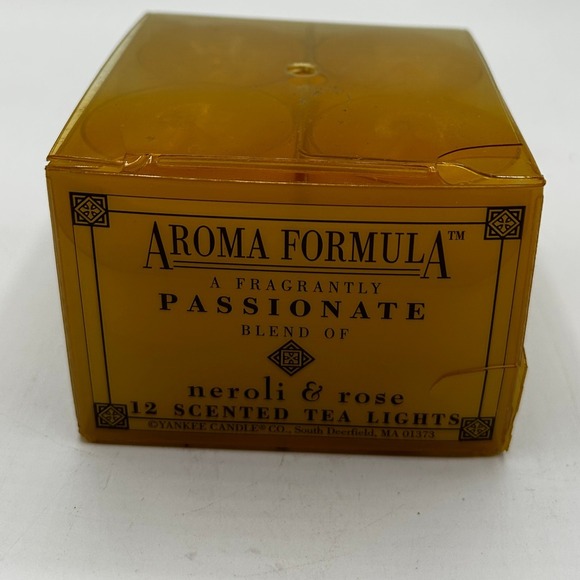 AROMA FORMULA™
A FRAGRANTLY
PASSIONATE
BLEND OF
neroli & rose
12 SCENTED TEA LIGHTS
©YANKEE CANDLE® CO., South Deerfield, MA 01373